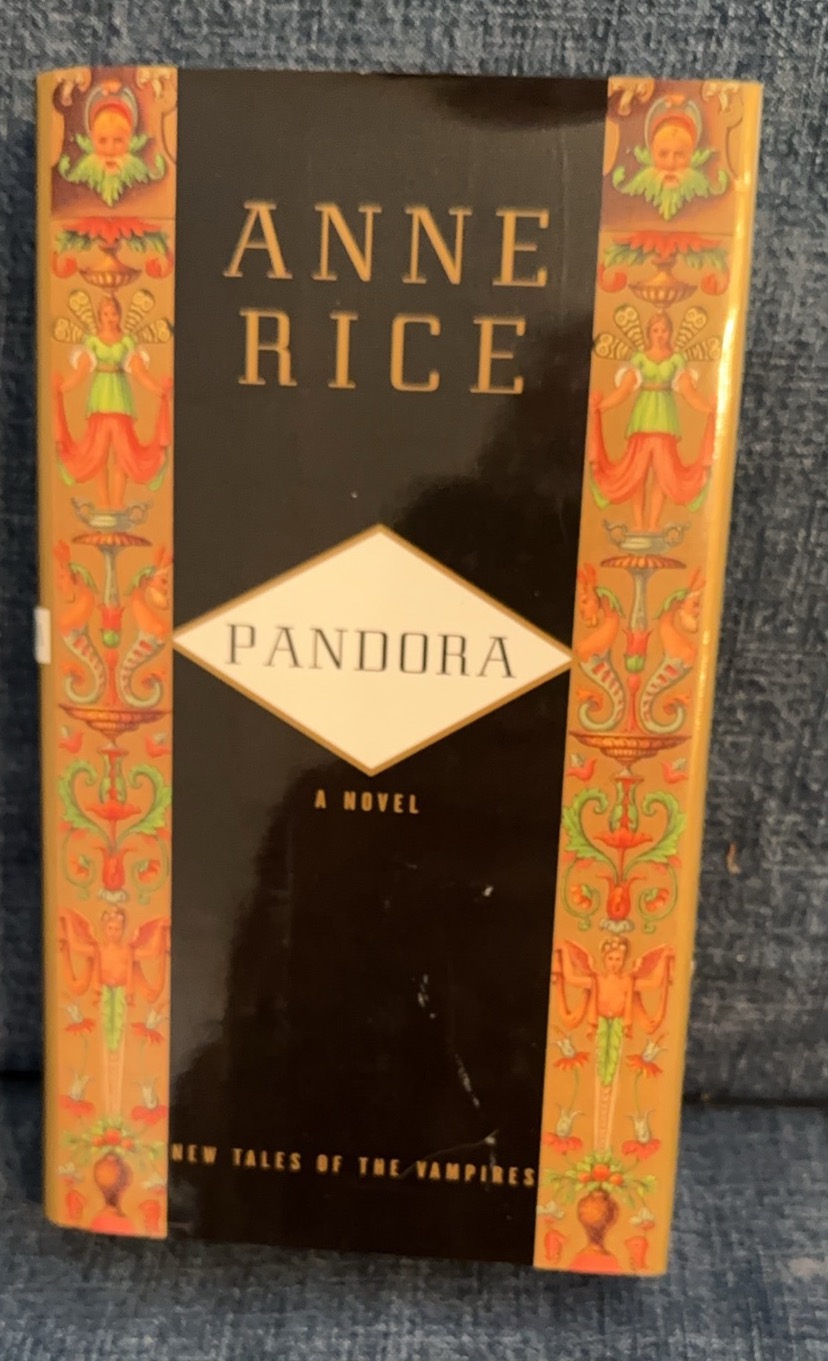 ANNE
RICE
PANDORA
A NOVEL
NEW TALES OF THE VAMPIRES